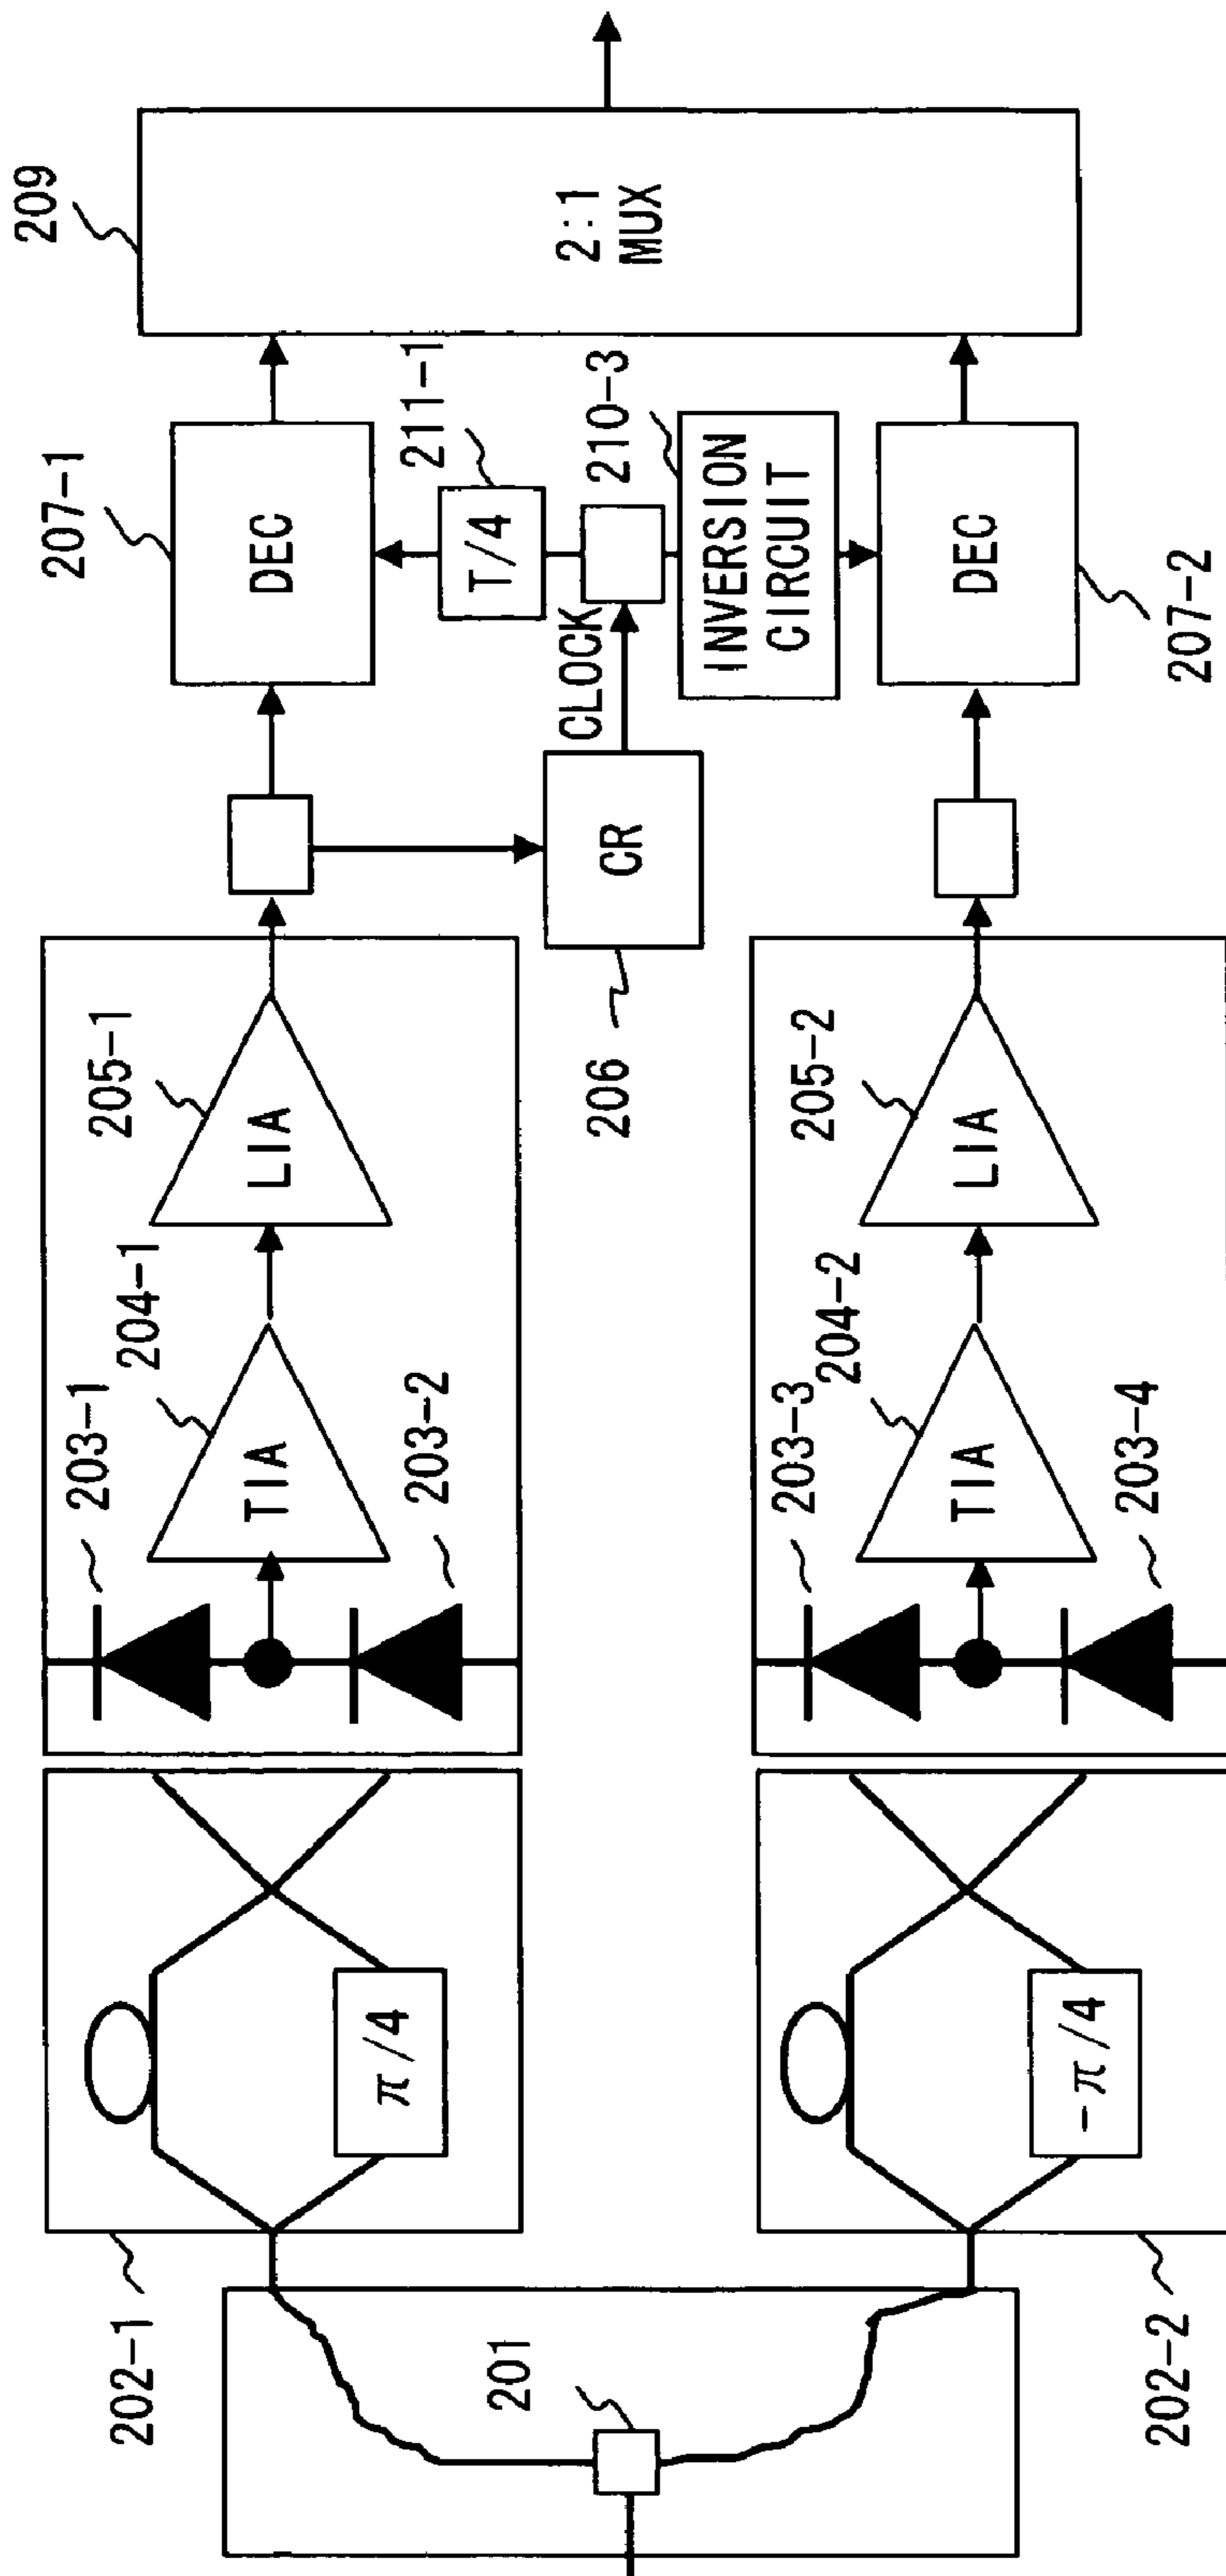 209
2:1
MUX
207-1
DEC
211-1
T/4
210-3
CLOCK
INVERSION
CIRCUIT
DEC
207-2
CR
206
205-1
LIA
204-1
TIA
203-1
203-2
205-2
LIA
204-2
TIA
203-3
203-4
π/4
202-1
-π/4
202-2
201